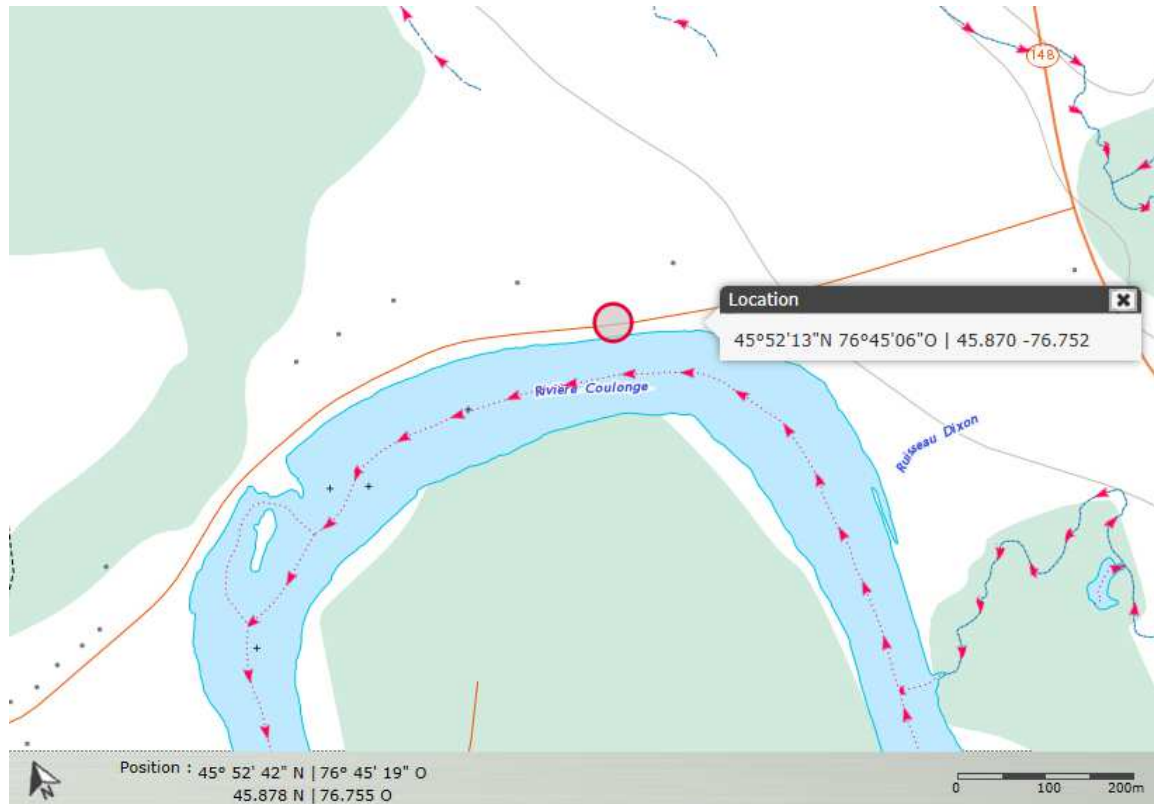 148
Location
45°52'13"N 76°45'06"O | 45.870 -76.752
Rivière Coulonge
Ruisseau Dixon
Position : 45° 52' 42" N | 76° 45' 19" O
45.878 N | 76.755 O
0 100 200m